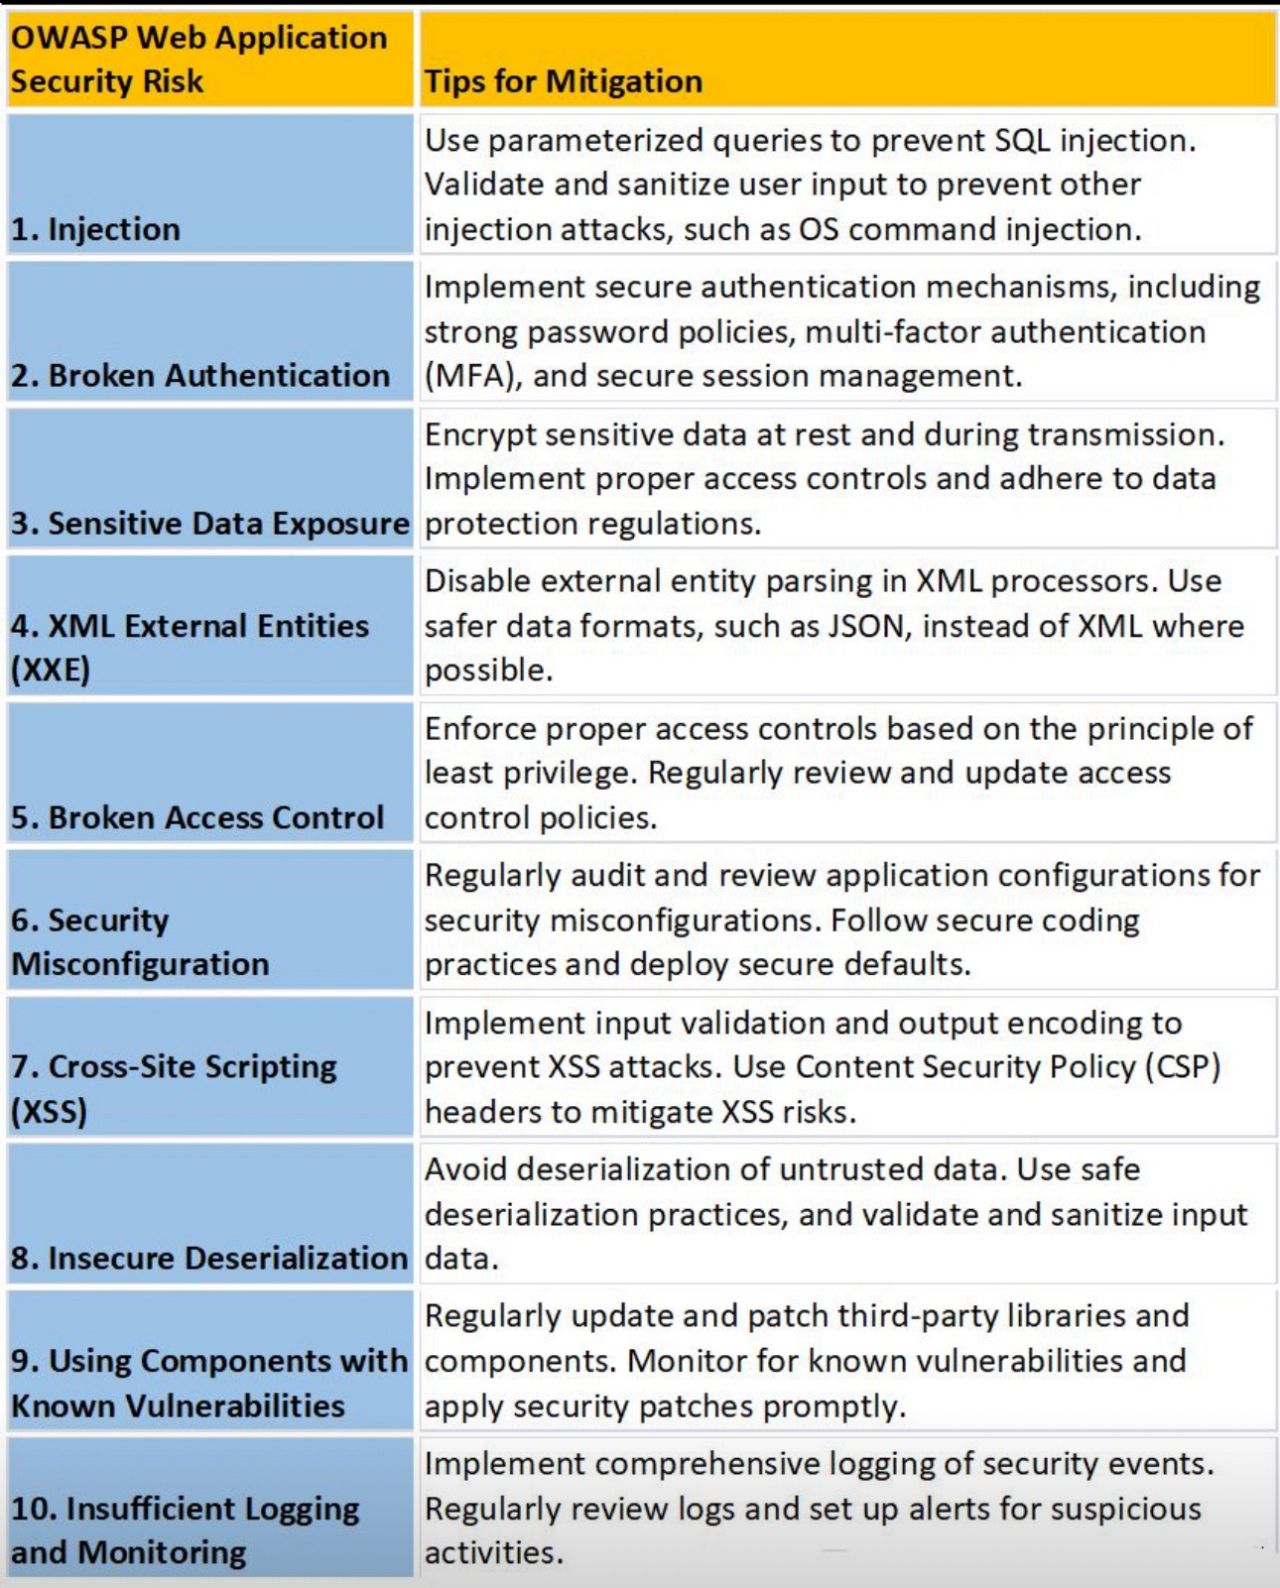 OWASP Web Application
Security Risk
Tips for Mitigation
1. Injection
Use parameterized queries to prevent SQL injection.
Validate and sanitize user input to prevent other
injection attacks, such as OS command injection.
2. Broken Authentication
Implement secure authentication mechanisms, including
strong password policies, multi-factor authentication
(MFA), and secure session management.
3. Sensitive Data Exposure
Encrypt sensitive data at rest and during transmission.
Implement proper access controls and adhere to data
protection regulations.
4. XML External Entities
(XXE)
Disable external entity parsing in XML processors. Use
safer data formats, such as JSON, instead of XML where
possible.
5. Broken Access Control
Enforce proper access controls based on the principle of
least privilege. Regularly review and update access
control policies.
6. Security
Misconfiguration
Regularly audit and review application configurations for
security misconfigurations. Follow secure coding
practices and deploy secure defaults.
7. Cross-Site Scripting
(XSS)
Implement input validation and output encoding to
prevent XSS attacks. Use Content Security Policy (CSP)
headers to mitigate XSS risks.
8. Insecure Deserialization
Avoid deserialization of untrusted data. Use safe
deserialization practices, and validate and sanitize input
data.
9. Using Components with
Known Vulnerabilities
Regularly update and patch third-party libraries and
components. Monitor for known vulnerabilities and
apply security patches promptly.
10. Insufficient Logging
and Monitoring
Implement comprehensive logging of security events.
Regularly review logs and set up alerts for suspicious
activities.